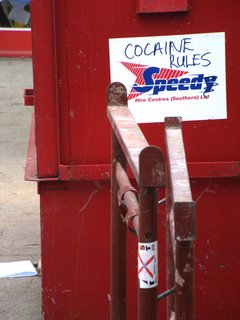 COCAINE
RULES
Speedy
Hire Centres (Southern) Ltd